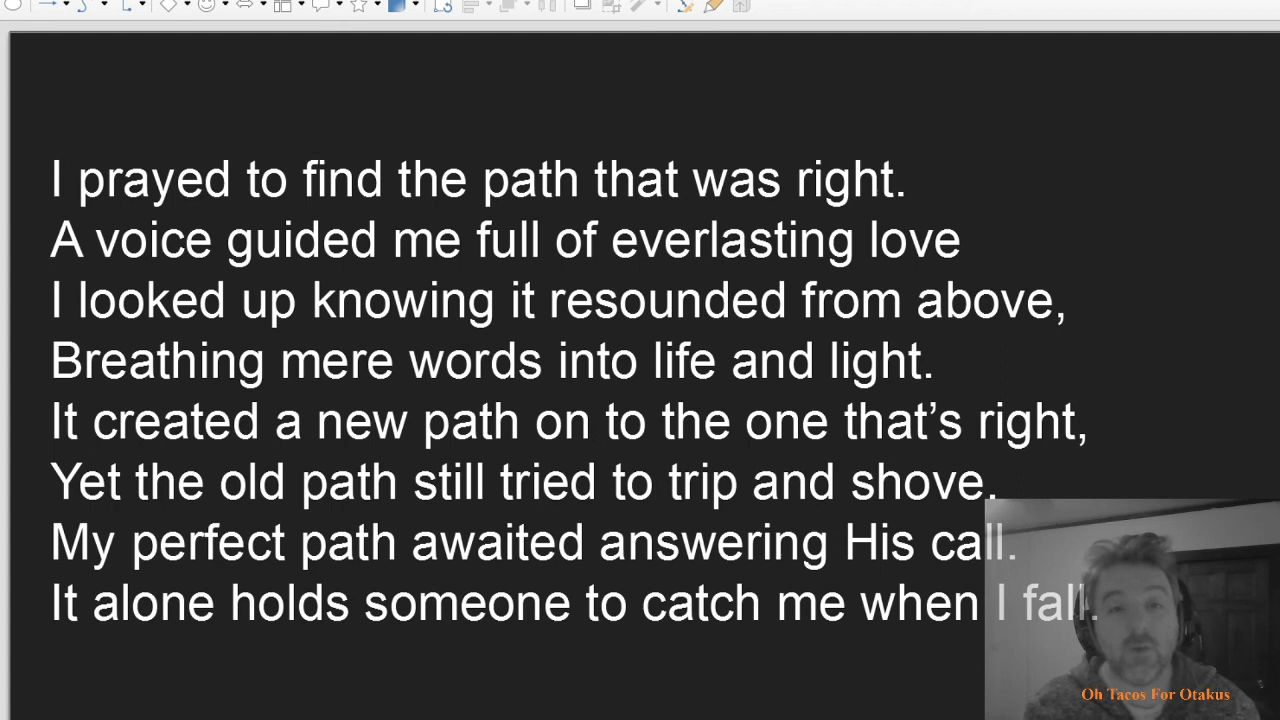 I prayed to find the path that was right.
A voice guided me full of everlasting love
I looked up knowing it resounded from above,
Breathing mere words into life and light.
It created a new path on to the one that’s right,
Yet the old path still tried to trip and shove.
My perfect path awaited answering His call.
It alone holds someone to catch me when I fall.
Oh Tacos For Otakus